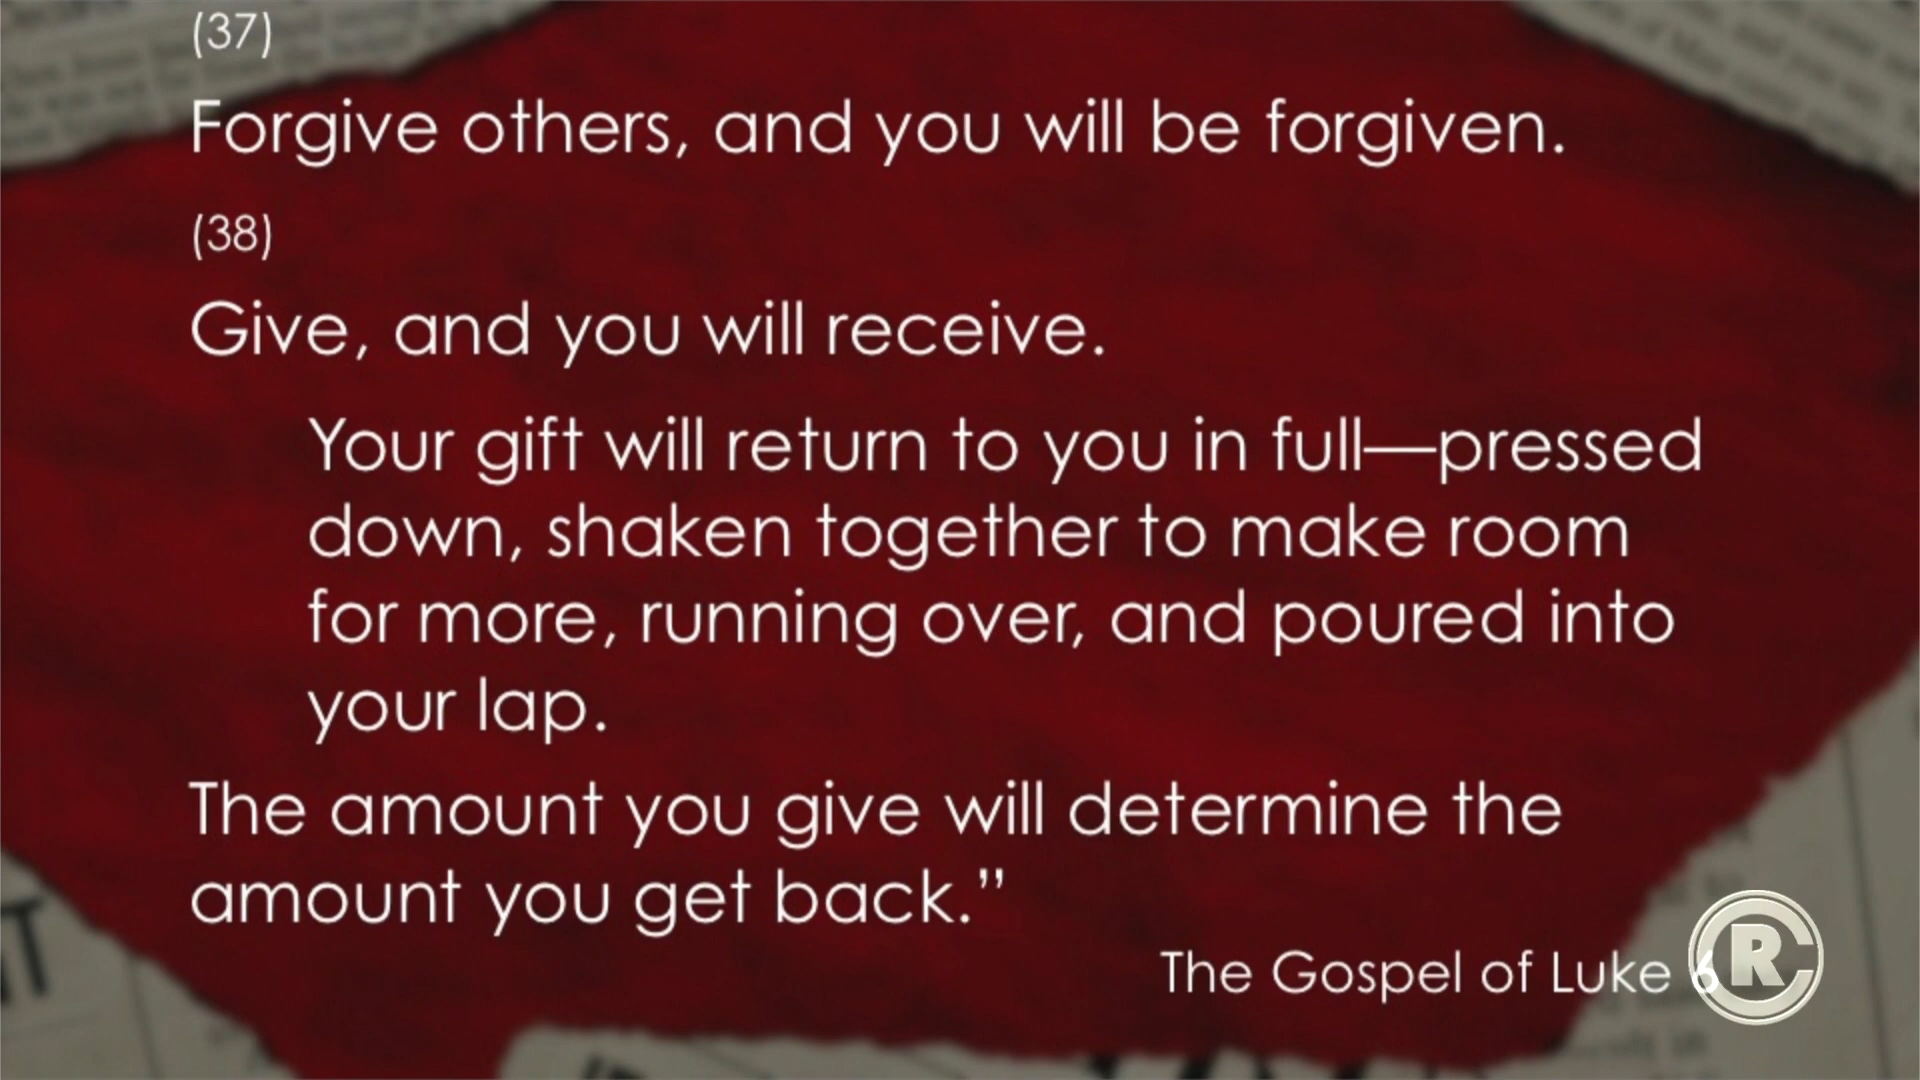 (37)
Forgive others, and you will be forgiven.
(38)
Give, and you will receive.
Your gift will return to you in full—pressed
down, shaken together to make room
for more, running over, and poured into
your lap.
The amount you give will determine the
amount you get back.”
The Gospel of Luke 6